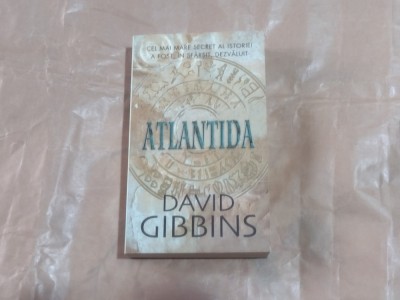 CEL MAI MARE SECRET AL ISTORIEI
A FOST, ÎN SFÂRȘIT, DEZVĂLUIT
ATLANTIDA
DAVID
GIBBINS